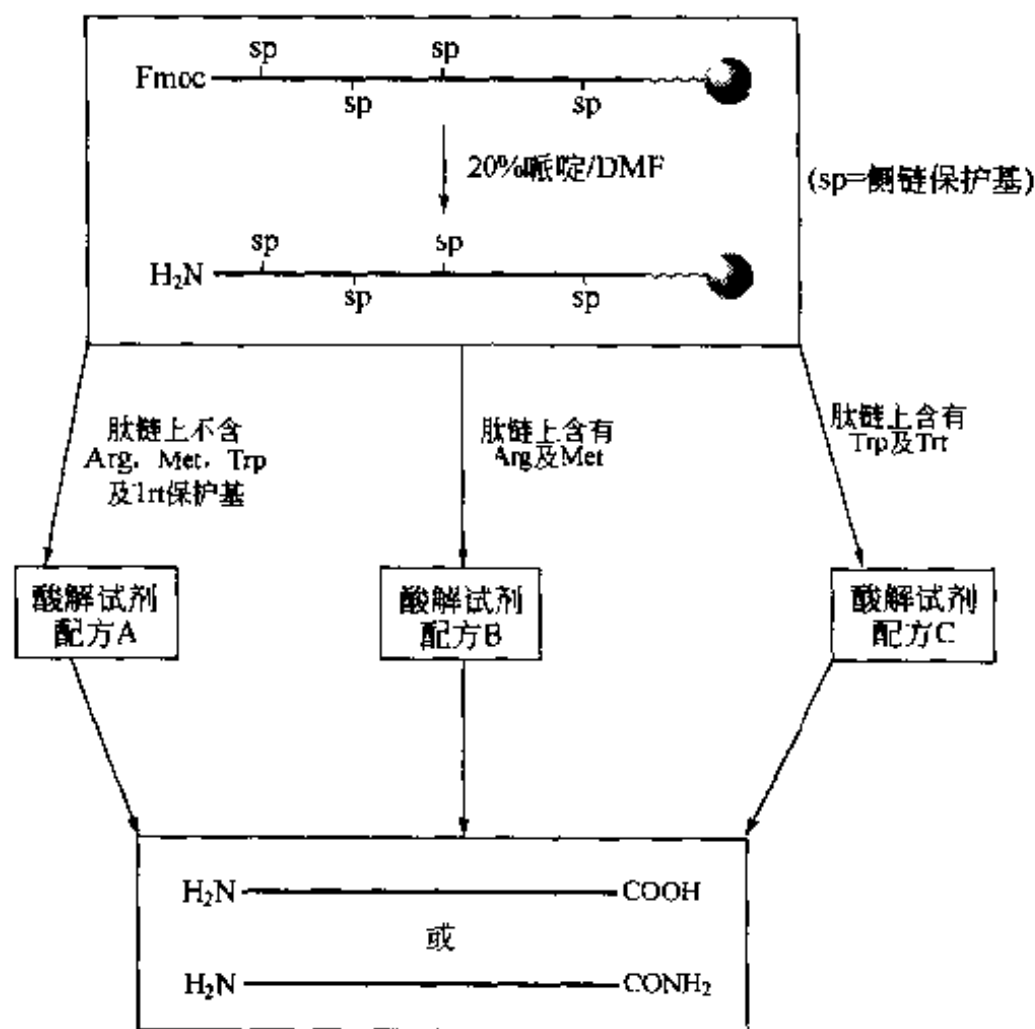 sp sp
Fmoc
sp sp
20%哌啶/DMF
(sp=侧链保护基)
sp sp
H₂N
sp sp
肽链上不含
Arg, Met, Trp
及Trt保护基
肽链上含有
Arg及Met
肽链上含有
Trp及Trt
酸解试剂
配方A
酸解试剂
配方B
酸解试剂
配方C
H₂N COOH
或
H₂N CONH₂